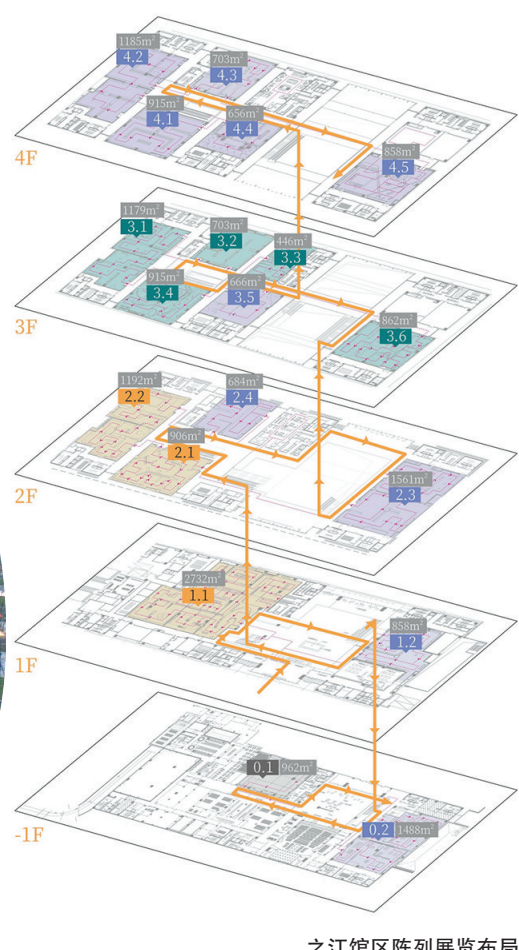 1185m²
4.2
703m²
4.3
915m²
4.1
656m²
4.4
858m²
4.5
4F
1179m²
3.1
703m²
3.2
446m²
3.3
915m²
3.4
666m²
3.5
862m²
3.6
3F
1192m²
2.2
684m²
2.4
906m²
2.1
1561m²
2.3
2F
2732m²
1.1
858m²
1.2
1F
0.1 962m²
0.2 1488m²
-1F
之江馆区陈列展览布局